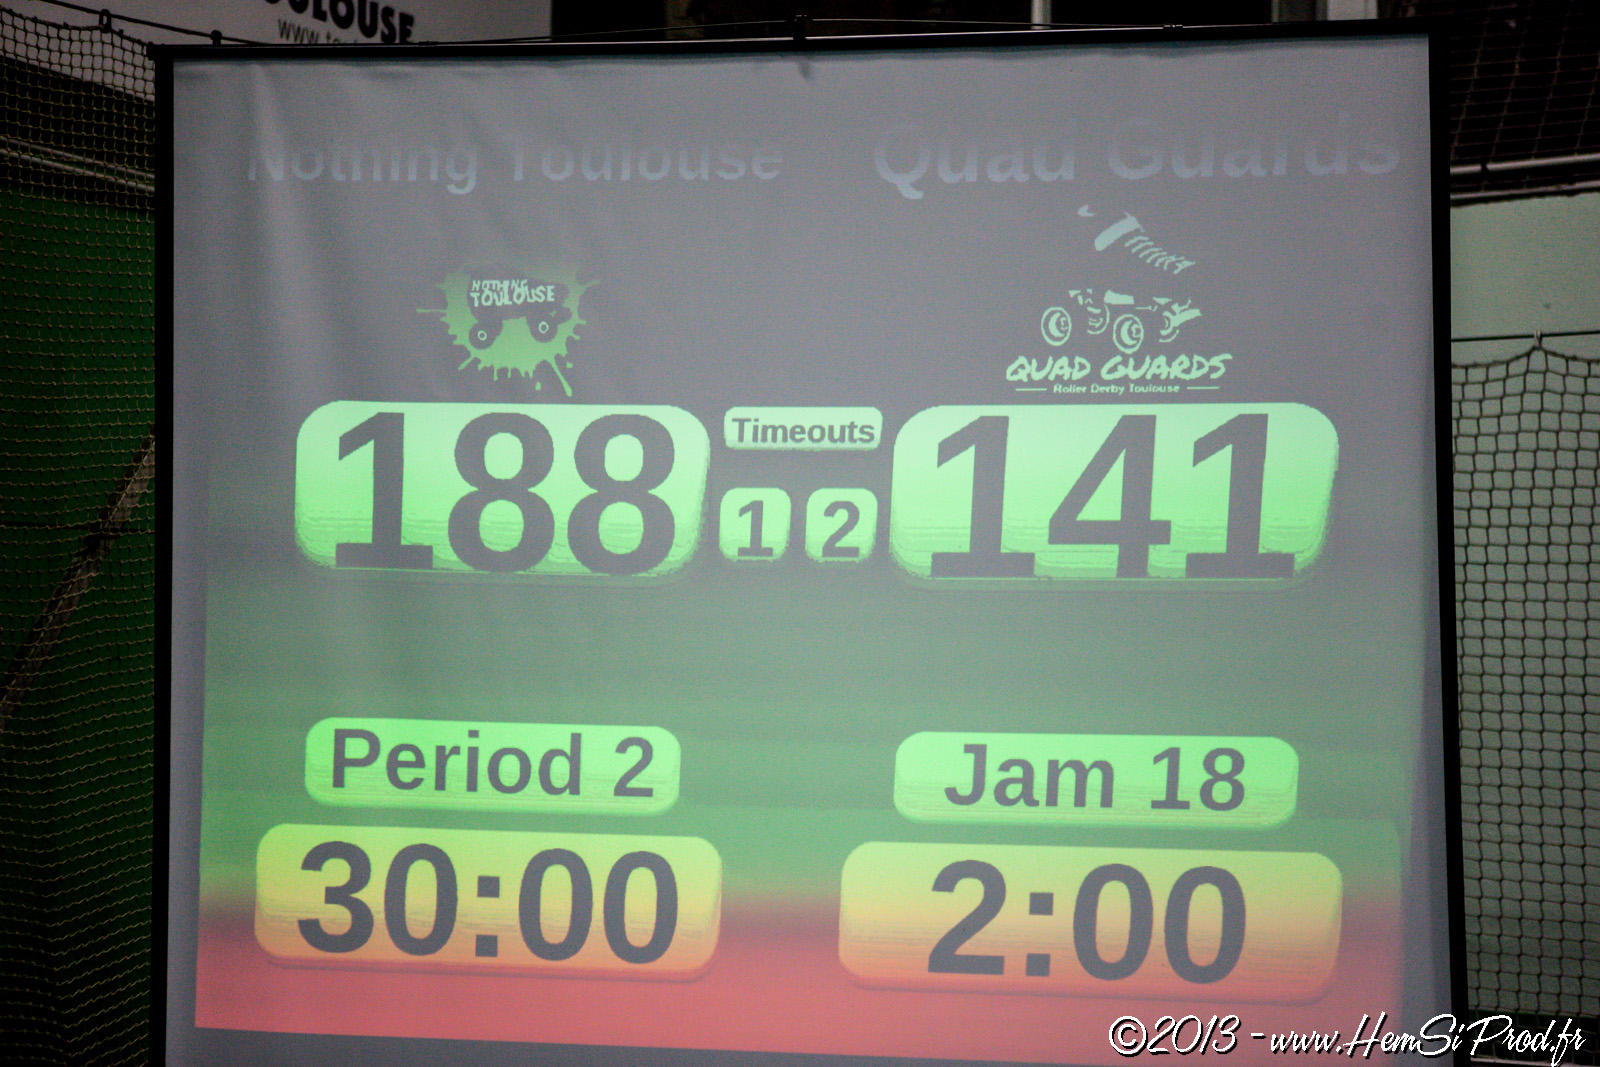 TOULOUSE
Nothing Toulouse
Quad Guards
NOTHING
TOULOUSE
QUAD GUARDS
Roller Derby Toulouse
188
Timeouts
141
1 2
Period 2
Jam 18
30:00
2:00
©2013 - www.HemSiProd.fr